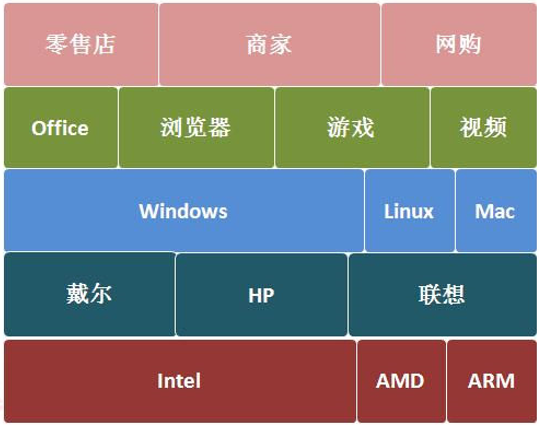 零售店 商家 网购
Office 浏览器 游戏 视频
Windows Linux Mac
戴尔 HP 联想
Intel AMD ARM